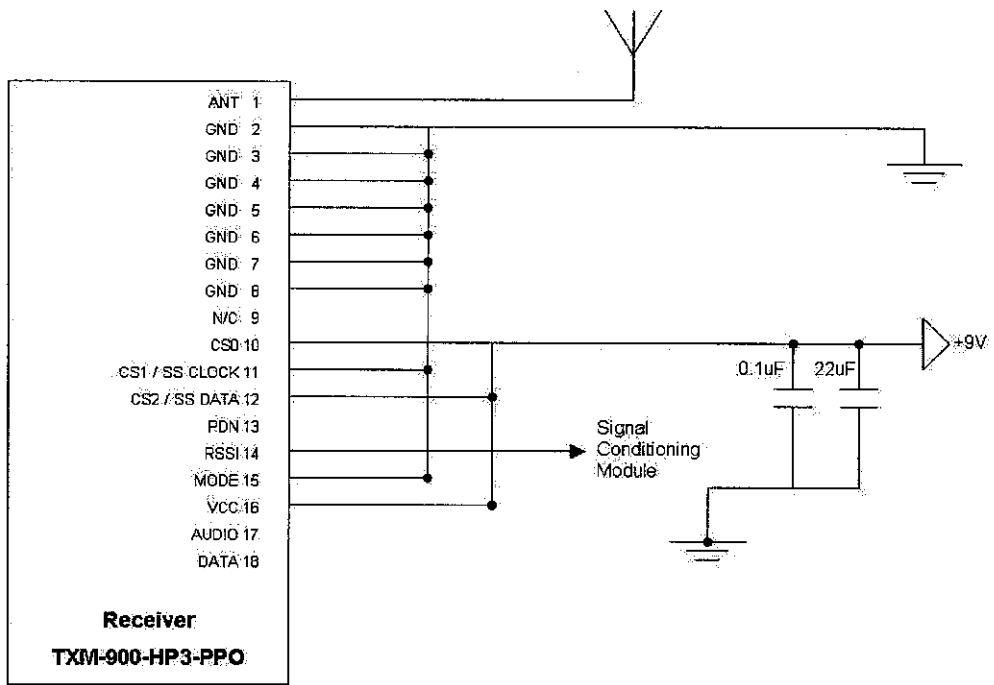 ANT 1
GND 2
GND 3
GND 4
GND 5
GND 6
GND 7
GND 8
N/C 9
CS0 10
CS1 / SS CLOCK 11
CS2 / SS DATA 12
PDN 13
RSSI 14
MODE 15
VCC 16
AUDIO 17
DATA 18
Receiver
TXM-900-HP3-PPO
+9V
0.1uF
22uF
Signal
Conditioning
Module